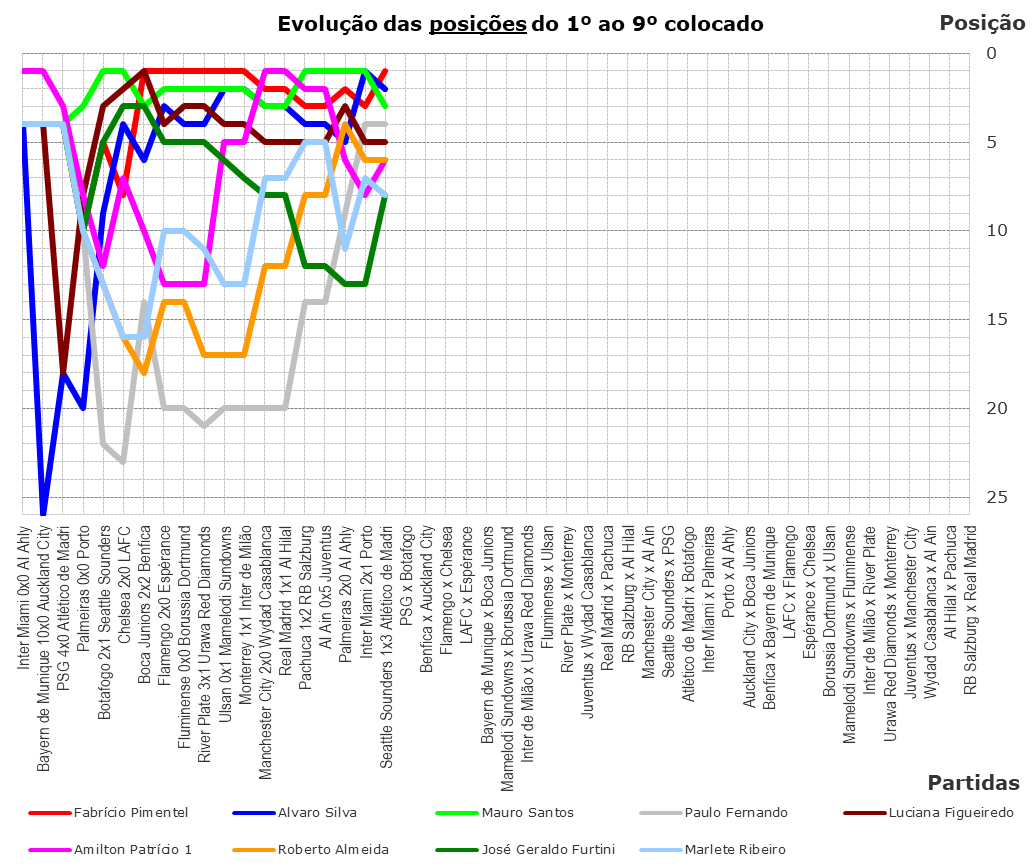 Evolução das posições do 1º ao 9º colocado
Posição
0
5
10
15
20
25
Inter Miami 0x0 Al Ahly
Bayern de Munique 10x0 Auckland City
PSG 4x0 Atlético de Madri
Palmeiras 0x0 Porto
Botafogo 2x1 Seattle Sounders
Chelsea 2x0 LAFC
Boca Juniors 2x2 Benfica
Flamengo 2x0 Espérance
Fluminense 0x0 Borussia Dortmund
River Plate 3x1 Urawa Red Diamonds
Ulsan 0x1 Mamelodi Sundowns
Monterrey 1x1 Inter de Milão
Manchester City 2x0 Wydad Casablanca
Real Madrid 1x1 Al Hilal
Pachuca 1x2 RB Salzburg
Al Ain 0x5 Juventus
Palmeiras 2x0 Al Ahly
Inter Miami 2x1 Porto
Seattle Sounders 1x3 Atlético de Madri
PSG x Botafogo
Benfica x Auckland City
Flamengo x Chelsea
LAFC x Espérance
Bayern de Munique x Boca Juniors
Mamelodi Sundowns x Borussia Dortmund
Inter de Milão x Urawa Red Diamonds
Fluminense x Ulsan
River Plate x Monterrey
Juventus x Wydad Casablanca
Real Madrid x Pachuca
RB Salzburg x Al Hilal
Manchester City x Al Ain
Seattle Sounders x PSG
Atlético de Madri x Botafogo
Inter Miami x Palmeiras
Porto x Al Ahly
Auckland City x Boca Juniors
Benfica x Bayern de Munique
LAFC x Flamengo
Espérance x Chelsea
Borussia Dortmund x Ulsan
Mamelodi Sundowns x Fluminense
Inter de Milão x River Plate
Urawa Red Diamonds x Monterrey
Juventus x Manchester City
Wydad Casablanca x Al Ain
Al Hilal x Pachuca
RB Salzburg x Real Madrid
Partidas
Fabrício Pimentel
Alvaro Silva
Mauro Santos
Paulo Fernando
Luciana Figueiredo
Amilton Patrício 1
Roberto Almeida
José Geraldo Furtini
Marlete Ribeiro